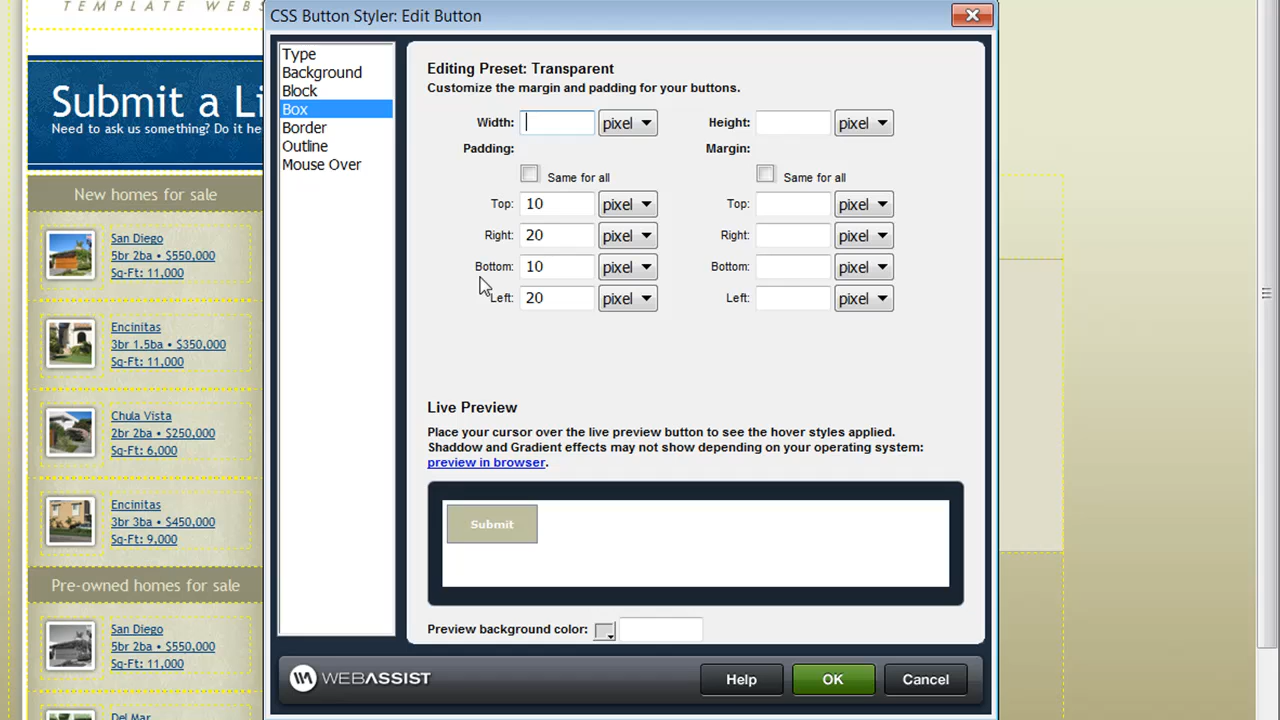 TEMPLATE WEBS
Submit a Li
Need to ask us something? Do it he
New homes for sale
San Diego
5br 2ba • $550,000
Sq-Ft: 11,000
Encinitas
3br 1.5ba • $350,000
Sq-Ft: 11,000
Chula Vista
2br 2ba • $250,000
Sq-Ft: 6,000
Encinitas
3br 3ba • $450,000
Sq-Ft: 9,000
Pre-owned homes for sale
San Diego
5br 2ba • $550,000
Sq-Ft: 11,000
Del Mar
CSS Button Styler: Edit Button
Type
Background
Block
Box
Border
Outline
Mouse Over
Editing Preset: Transparent
Customize the margin and padding for your buttons.
Width: pixel Height: pixel
Padding: Margin:
Same for all Same for all
Top: 10 pixel Top: pixel
Right: 20 pixel Right: pixel
Bottom: 10 pixel Bottom: pixel
Left: 20 pixel Left: pixel
Live Preview
Place your cursor over the live preview button to see the hover styles applied.
Shaddow and Gradient effects may not show depending on your operating system:
preview in browser.
Submit
Preview background color:
WEBASSIST
Help OK Cancel